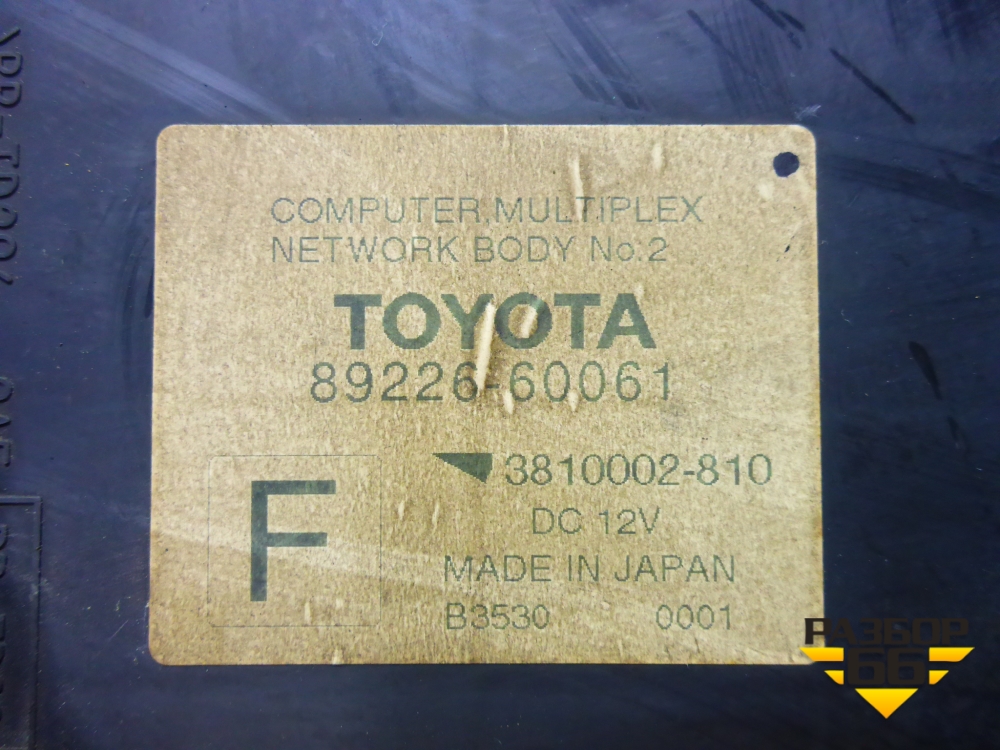 COMPUTER,MULTIPLEX
NETWORK BODY No.2
TOYOTA
89226-60061
3810002-810
F
DC 12V
MADE IN JAPAN
B3530 0001
РАЗБОР
66